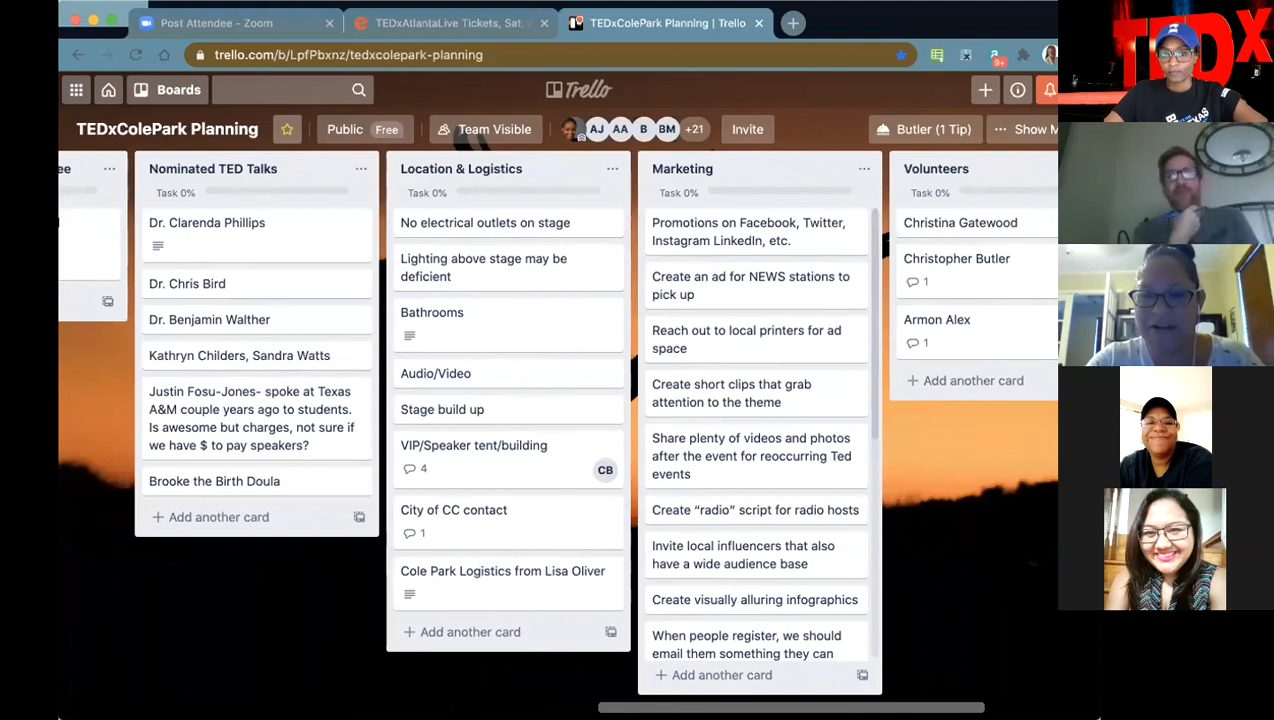 Post Attendee - Zoom
TEDxAtlantaLive Tickets, Sat,
TEDxColePark Planning | Trello
trello.com/b/LpfPbxnz/tedxcolepark-planning
9+
Boards
Trello
TEDxColePark Planning
Public Free
Team Visible
AJ AA B BM +21
Invite
Butler (1 Tip)
Show M
ee
Nominated TED Talks
Task 0%
Dr. Clarenda Phillips
Dr. Chris Bird
Dr. Benjamin Walther
Kathryn Childers, Sandra Watts
Justin Fosu-Jones- spoke at Texas
A&M couple years ago to students.
Is awesome but charges, not sure if
we have $ to pay speakers?
Brooke the Birth Doula
+ Add another card
Location & Logistics
Task 0%
No electrical outlets on stage
Lighting above stage may be
deficient
Bathrooms
Audio/Video
Stage build up
VIP/Speaker tent/building
4
CB
City of CC contact
1
Cole Park Logistics from Lisa Oliver
+ Add another card
Marketing
Task 0%
Promotions on Facebook, Twitter,
Instagram LinkedIn, etc.
Create an ad for NEWS stations to
pick up
Reach out to local printers for ad
space
Create short clips that grab
attention to the theme
Share plenty of videos and photos
after the event for reoccurring Ted
events
Create “radio” script for radio hosts
Invite local influencers that also
have a wide audience base
Create visually alluring infographics
When people register, we should
email them something they can
+ Add another card
Volunteers
Task 0%
Christina Gatewood
Christopher Butler
1
Armon Alex
1
+ Add another card
TEDx